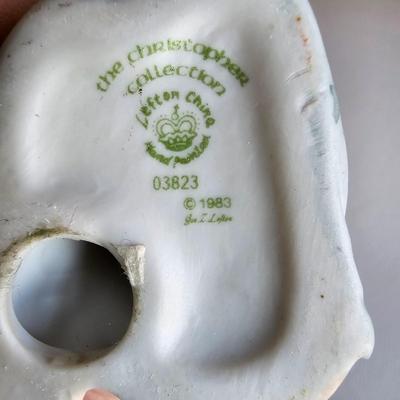 the christopher
collection
Lefton China
Hand Painted
03823
© 1983
Geo Z. Lefton